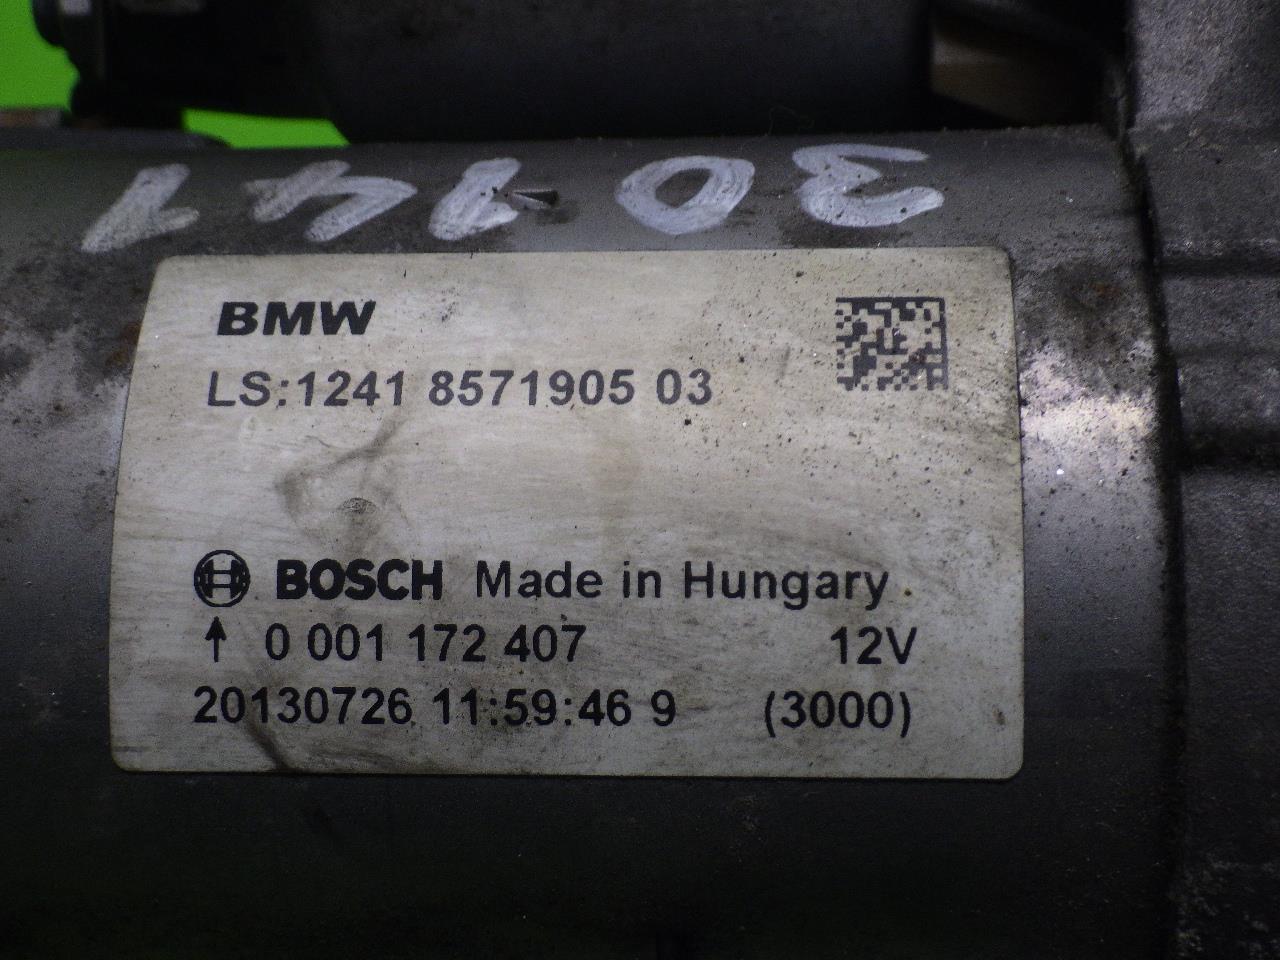 30141
BMW
LS:1241 8571905 03
BOSCH Made in Hungary
↑ 0 001 172 407 12V
20130726 11:59:46 9 (3000)